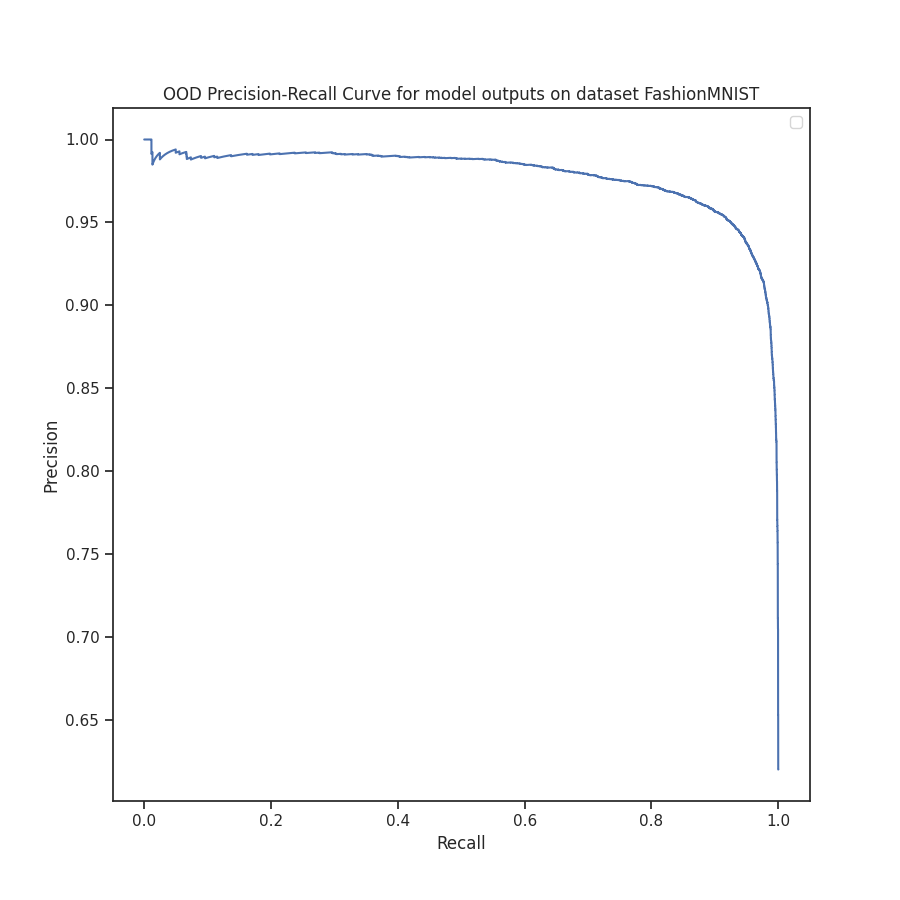 OOD Precision-Recall Curve for model outputs on dataset FashionMNIST
1.00
0.95
0.90
0.85
0.80
0.75
0.70
0.65
Precision
0.0 0.2 0.4 0.6 0.8 1.0
Recall